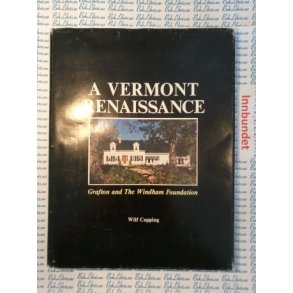 A VERMONT
RENAISSANCE
Grafton and The Windham Foundation
Wilf Copping
Innbundet